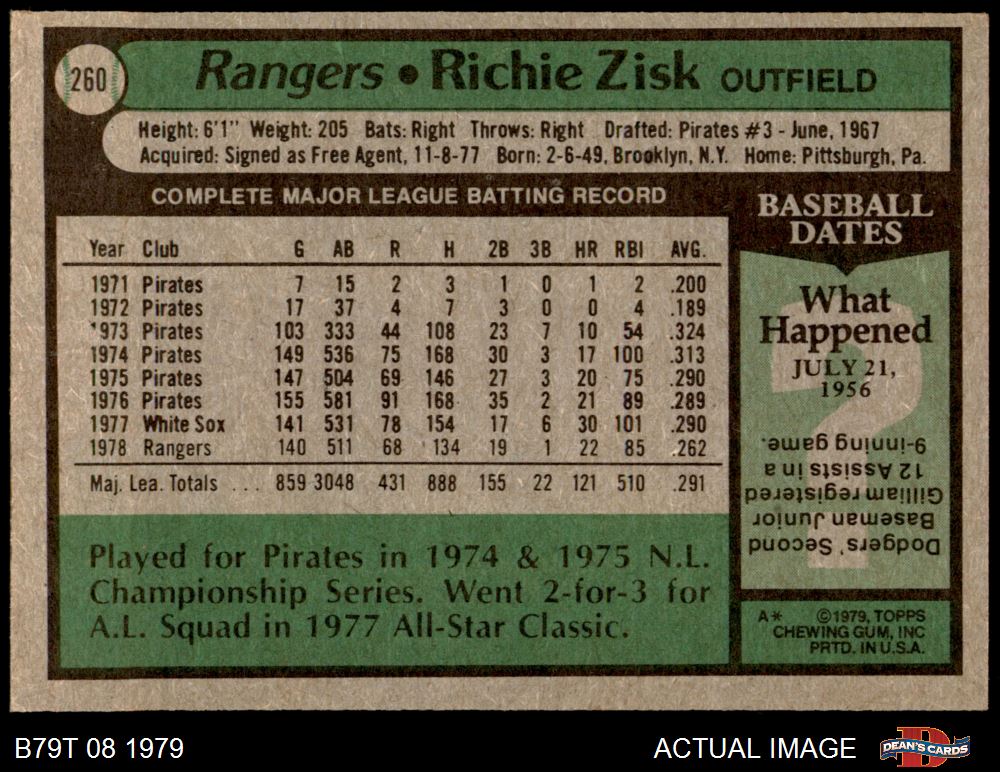 260
Rangers • Richie Zisk OUTFIELD
Height: 6'1" Weight: 205 Bats: Right Throws: Right Drafted: Pirates #3 - June, 1967
Acquired: Signed as Free Agent, 11-8-77 Born: 2-6-49, Brooklyn, N.Y. Home: Pittsburgh, Pa.
COMPLETE MAJOR LEAGUE BATTING RECORD
Year Club G AB R H 2B 3B HR RBI AVG.
1971 Pirates 7 15 2 3 1 0 1 2 .200
1972 Pirates 17 37 4 7 3 0 0 4 .189
1973 Pirates 103 333 44 108 23 7 10 54 .324
1974 Pirates 149 536 75 168 30 3 17 100 .313
1975 Pirates 147 504 69 146 27 3 20 75 .290
1976 Pirates 155 581 91 168 35 2 21 89 .289
1977 White Sox 141 531 78 154 17 6 30 101 .290
1978 Rangers 140 511 68 134 19 1 22 85 .262
Maj. Lea. Totals ... 859 3048 431 888 155 22 121 510 .291
Played for Pirates in 1974 & 1975 N.L.
Championship Series. Went 2-for-3 for
A.L. Squad in 1977 All-Star Classic.
BASEBALL
DATES
?
What
Happened
JULY 21,
1956
Dodgers' Second
Baseman Junior
Gilliam registered
12 Assists in a
9-inning game.
A* ©1979, TOPPS
CHEWING GUM, INC
PRTD. IN U.S.A.
B79T 08 1979
ACTUAL IMAGE
D
DEAN'S CARDS